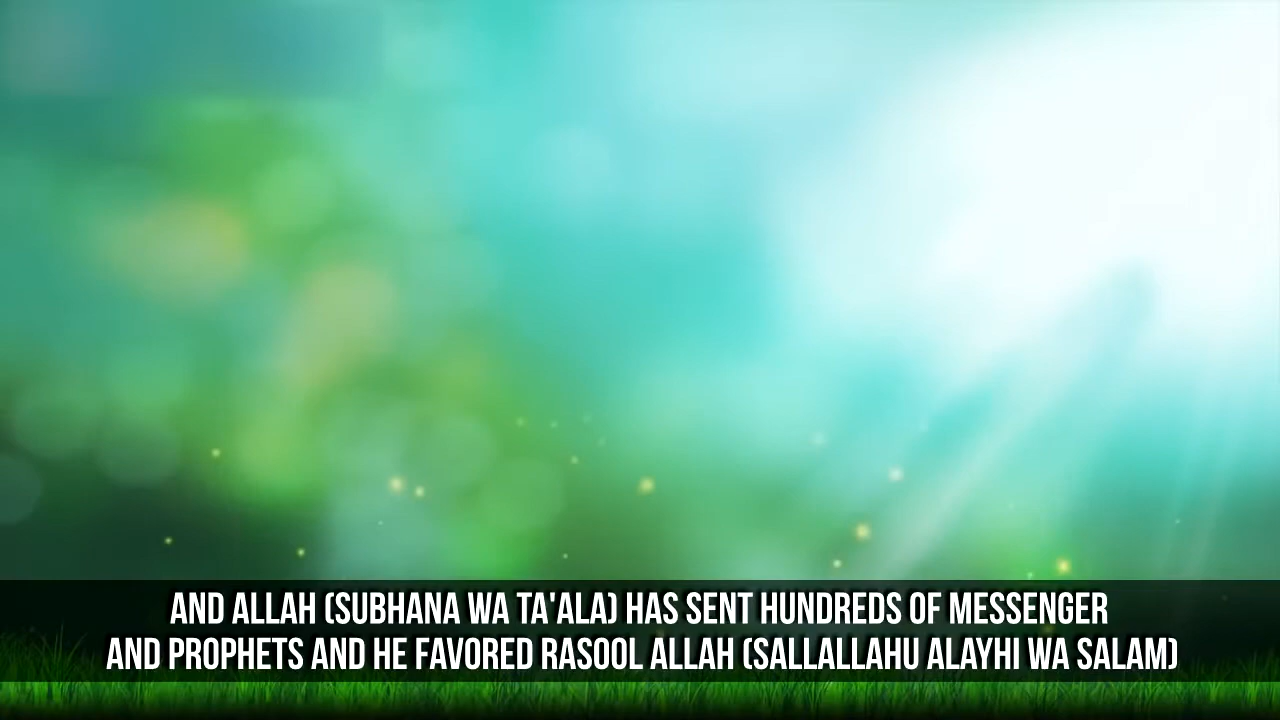 AND ALLAH (SUBHANA WA TA'ALA) HAS SENT HUNDREDS OF MESSENGER
AND PROPHETS AND HE FAVORED RASOOL ALLAH (SALLALLAHU ALAYHI WA SALAM)